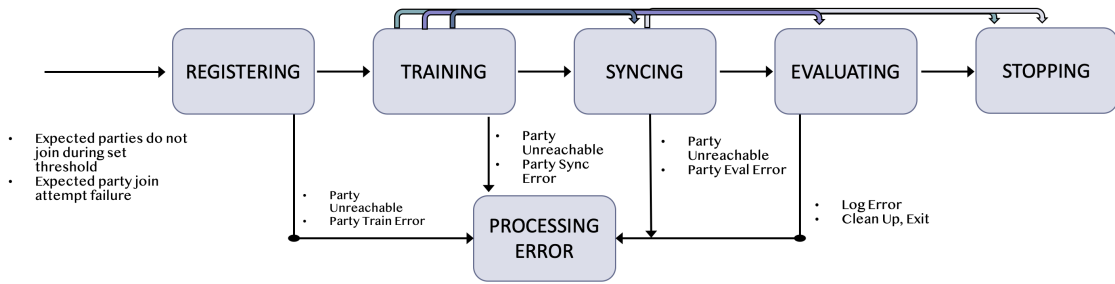 REGISTERING
TRAINING
SYNCING
EVALUATING
STOPPING
• Expected parties do not
join during set
threshold
• Expected party join
attempt failure
• Party
Unreachable
• Party Train Error
• Party
Unreachable
• Party Sync
Error
• Party
Unreachable
• Party Eval Error
• Log Error
• Clean Up, Exit
PROCESSING
ERROR